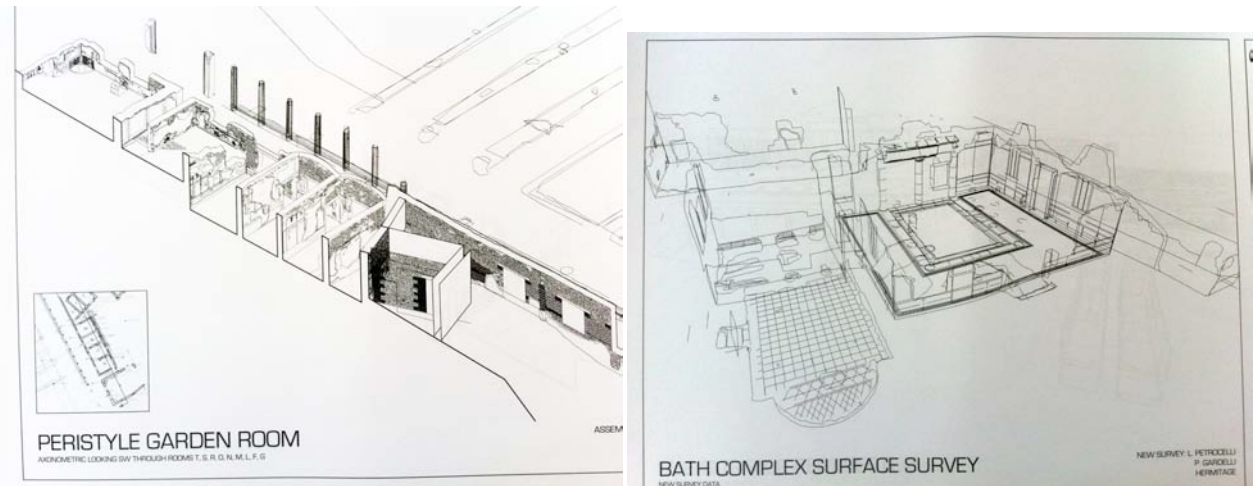 PERISTYLE GARDEN ROOM
AXONOMETRIC LOOKING SW THROUGH ROOMS T, S, R, O, N, M, L, F, G
ASSEM
BATH COMPLEX SURFACE SURVEY
NEW SURVEY DATA
NEW SURVEY: L. PETROCELLI
P. GARDELLI
HERMITAGE